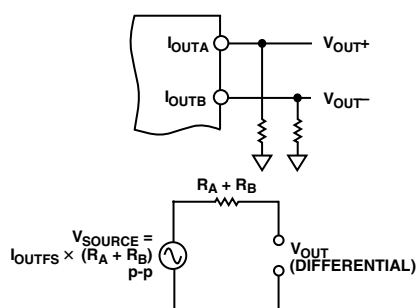 IOUTA
VOUT+
IOUTB
VOUT–
RA + RB
VSOURCE =
IOUTFS × (RA + RB)
p-p
VOUT
(DIFFERENTIAL)